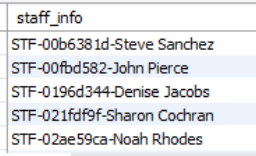 staff_info
STF-00b6381d-Steve Sanchez
STF-00fbd582-John Pierce
STF-0196d344-Denise Jacobs
STF-021fdf9f-Sharon Cochran
STF-02ae59ca-Noah Rhodes